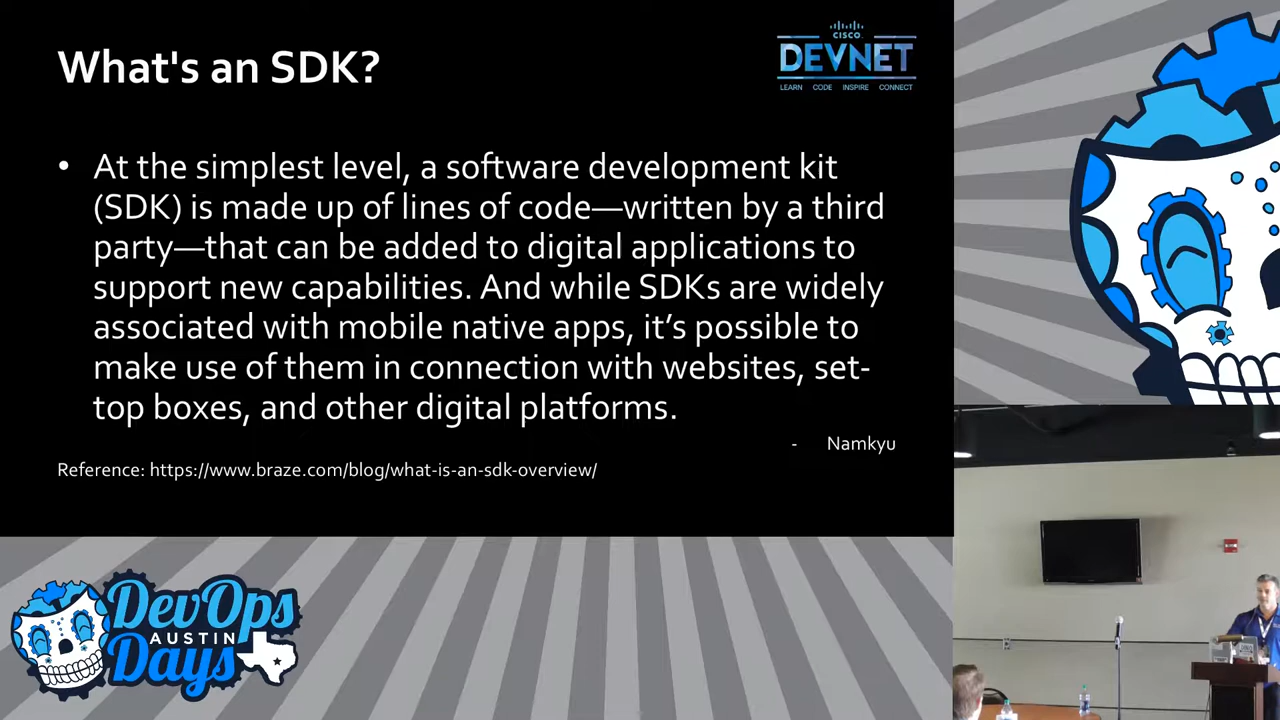 What's an SDK?
CISCO
DEVNET
LEARN CODE INSPIRE CONNECT
• At the simplest level, a software development kit
(SDK) is made up of lines of code—written by a third
party—that can be added to digital applications to
support new capabilities. And while SDKs are widely
associated with mobile native apps, it’s possible to
make use of them in connection with websites, set-
top boxes, and other digital platforms.
- Namkyu
Reference: https://www.braze.com/blog/what-is-an-sdk-overview/
DevOps
AUSTIN
Days